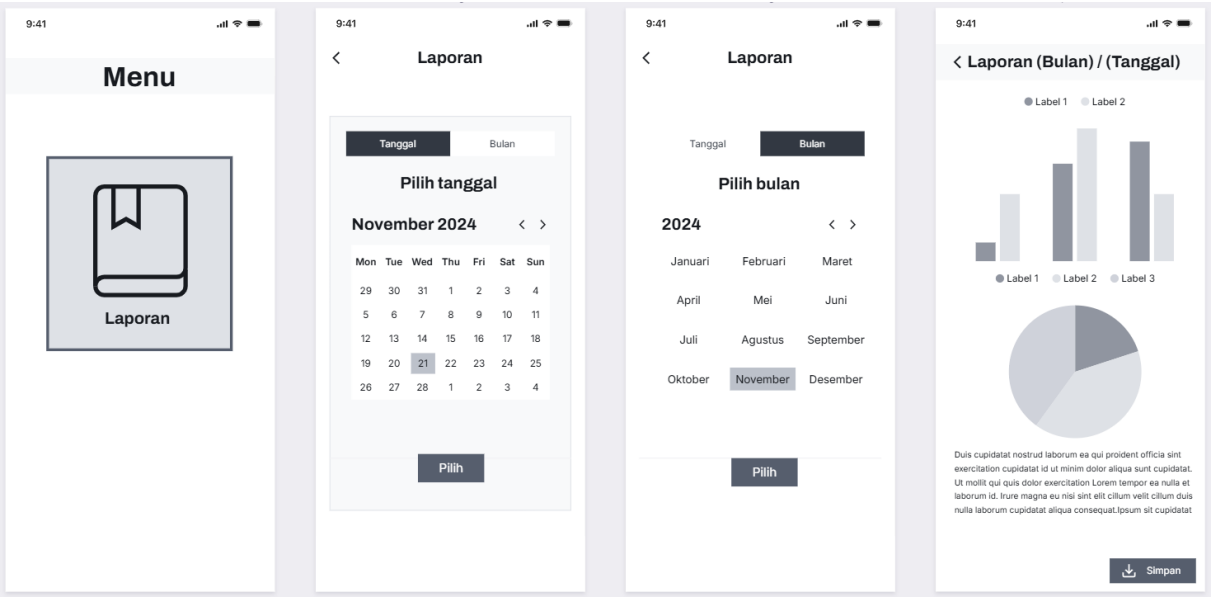 9:41
Menu
Laporan
9:41
Laporan
Tanggal Bulan
Pilih tanggal
November 2024
Mon Tue Wed Thu Fri Sat Sun
29 30 31 1 2 3 4
5 6 7 8 9 10 11
12 13 14 15 16 17 18
19 20 21 22 23 24 25
26 27 28 1 2 3 4
Pilih
9:41
Laporan
Tanggal Bulan
Pilih bulan
2024
Januari Februari Maret
April Mei Juni
Juli Agustus September
Oktober November Desember
Pilih
9:41
Laporan (Bulan) / (Tanggal)
Label 1 Label 2
Label 1 Label 2 Label 3
Duis cupidatat nostrud laborum ea qui proident officia sint
exercitation cupidatat id ut minim dolor aliqua sunt cupidatat.
Ut mollit qui quis dolor exercitation Lorem tempor ea nulla et
laborum id. Irure magna eu nisi sint elit cillum velit cillum duis
nulla laborum cupidatat aliqua consequat.Ipsum sit cupidatat
Simpan